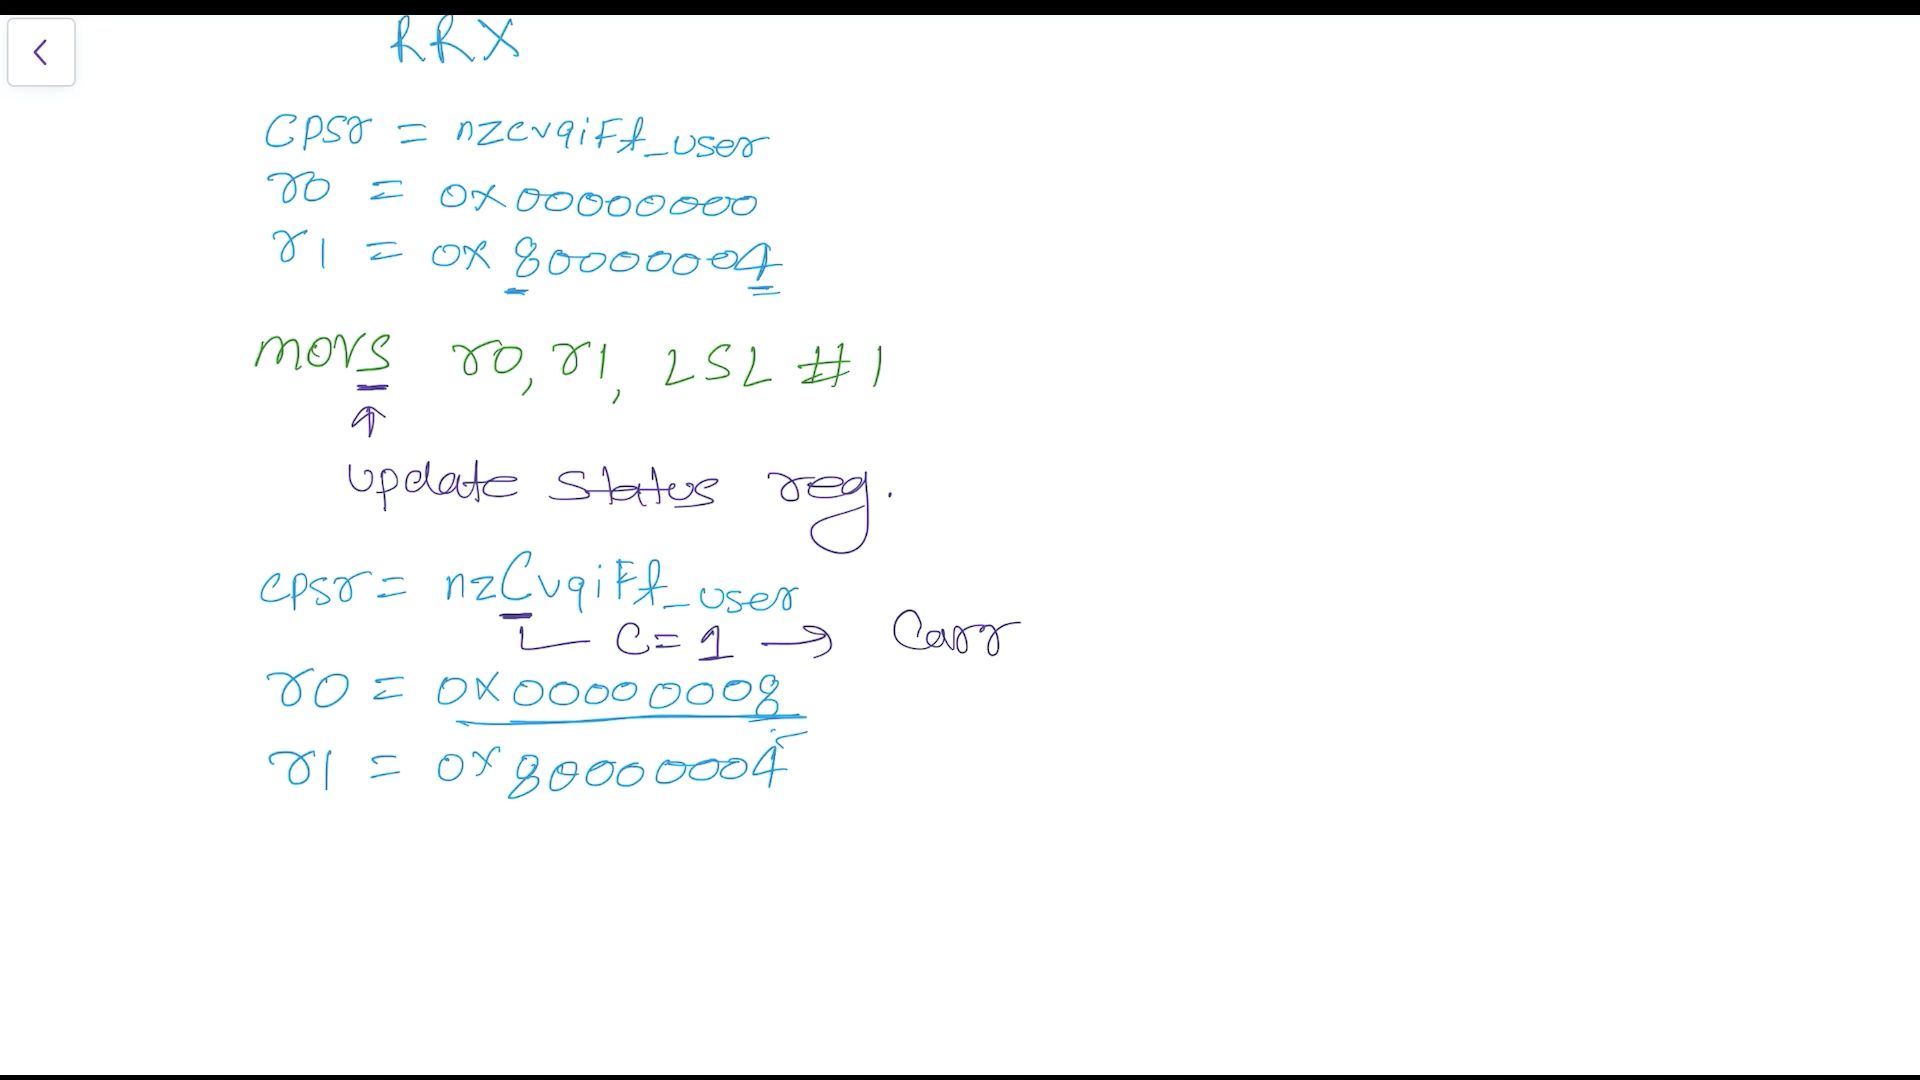 RRX
cpsr = nzcvqiFt_user
r0 = 0x00000000
r1 = 0x80000004
MOVS r0, r1, LSL #1
update status reg.
cpsr = nzCvqiFt_user
C = 1 → Carr
r0 = 0x00000008
r1 = 0x80000004